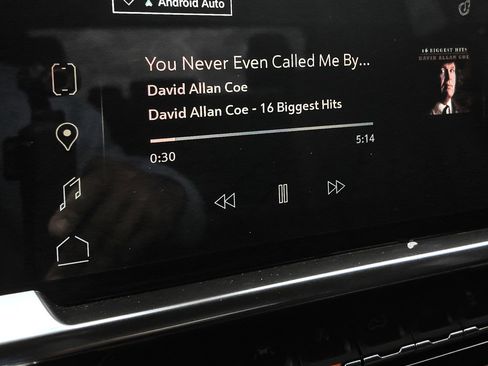 Android Auto
You Never Even Called Me By...
David Allan Coe
David Allan Coe - 16 Biggest Hits
0:30
5:14
16 BIGGEST HITS
DAVID ALLAN COE